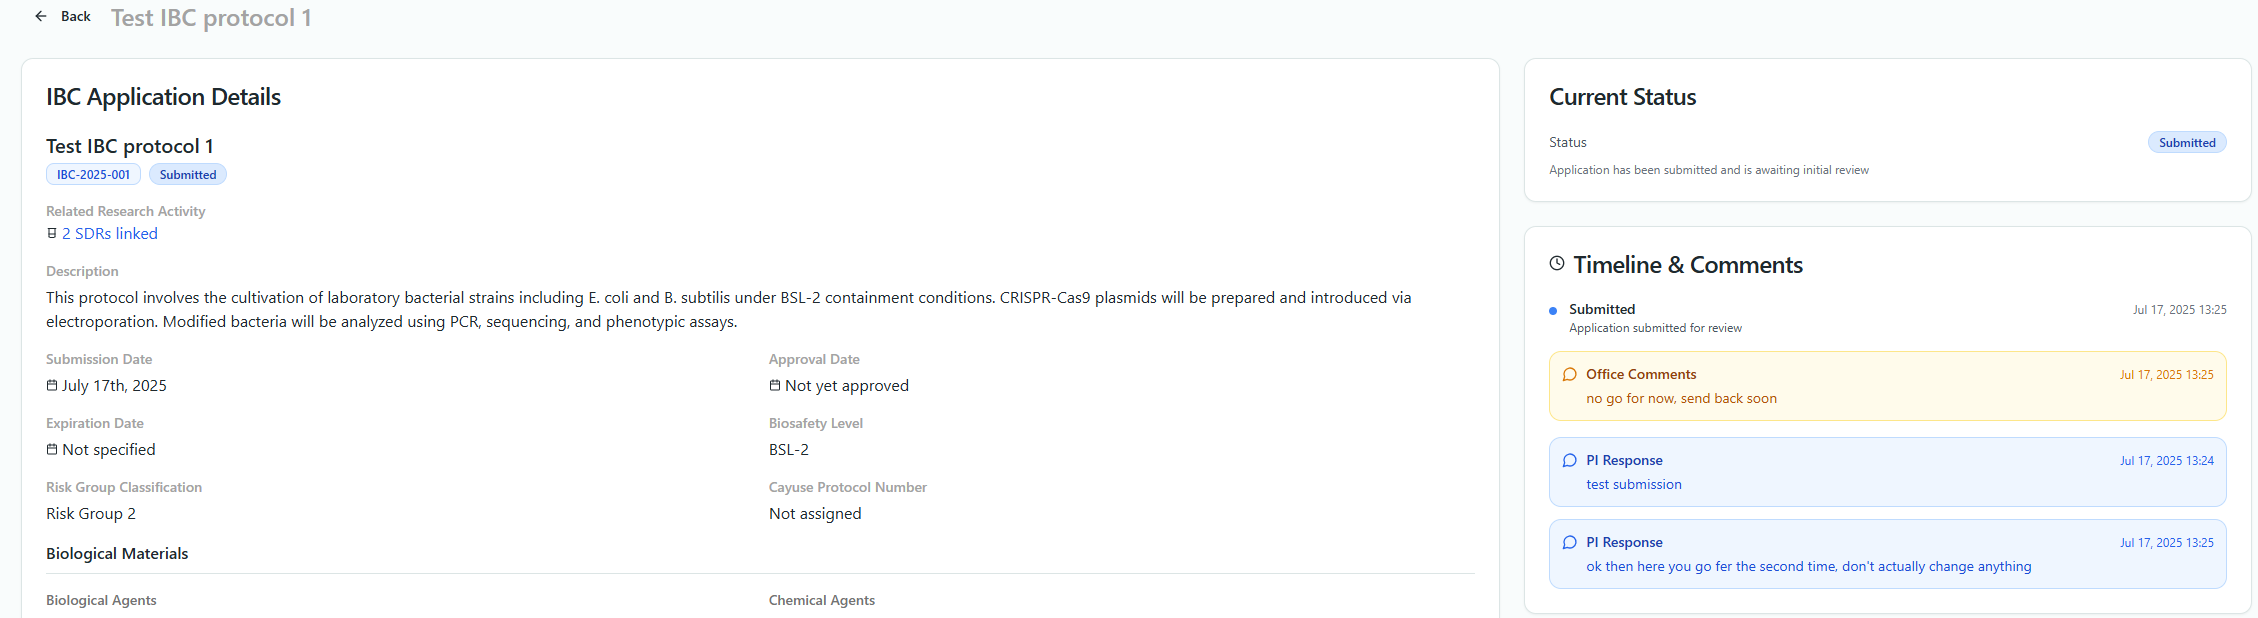 Back Test IBC protocol 1
IBC Application Details
Test IBC protocol 1
IBC-2025-001 Submitted
Related Research Activity
2 SDRs linked
Description
This protocol involves the cultivation of laboratory bacterial strains including E. coli and B. subtilis under BSL-2 containment conditions. CRISPR-Cas9 plasmids will be prepared and introduced via
electroporation. Modified bacteria will be analyzed using PCR, sequencing, and phenotypic assays.
Submission Date
July 17th, 2025
Approval Date
Not yet approved
Expiration Date
Not specified
Biosafety Level
BSL-2
Risk Group Classification
Risk Group 2
Cayuse Protocol Number
Not assigned
Biological Materials
Biological Agents
Chemical Agents
Current Status
Status Submitted
Application has been submitted and is awaiting initial review
Timeline & Comments
Submitted Jul 17, 2025 13:25
Application submitted for review
Office Comments Jul 17, 2025 13:25
no go for now, send back soon
PI Response Jul 17, 2025 13:24
test submission
PI Response Jul 17, 2025 13:25
ok then here you go fer the second time, don't actually change anything